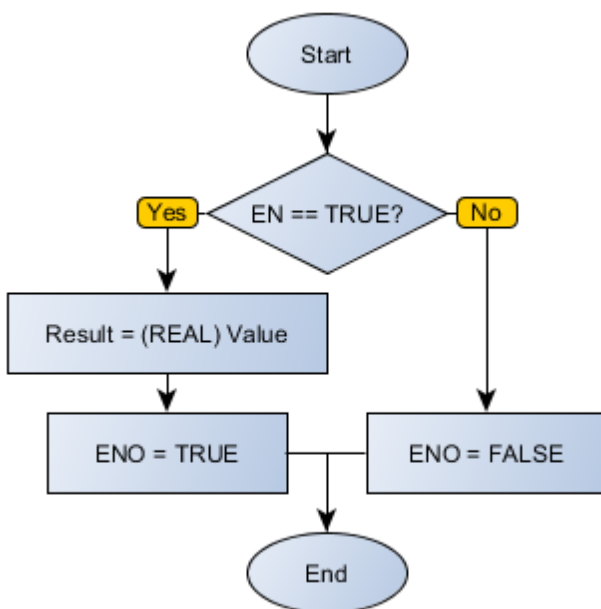 Start
EN == TRUE?
Yes
No
Result = (REAL) Value
ENO = TRUE
ENO = FALSE
End